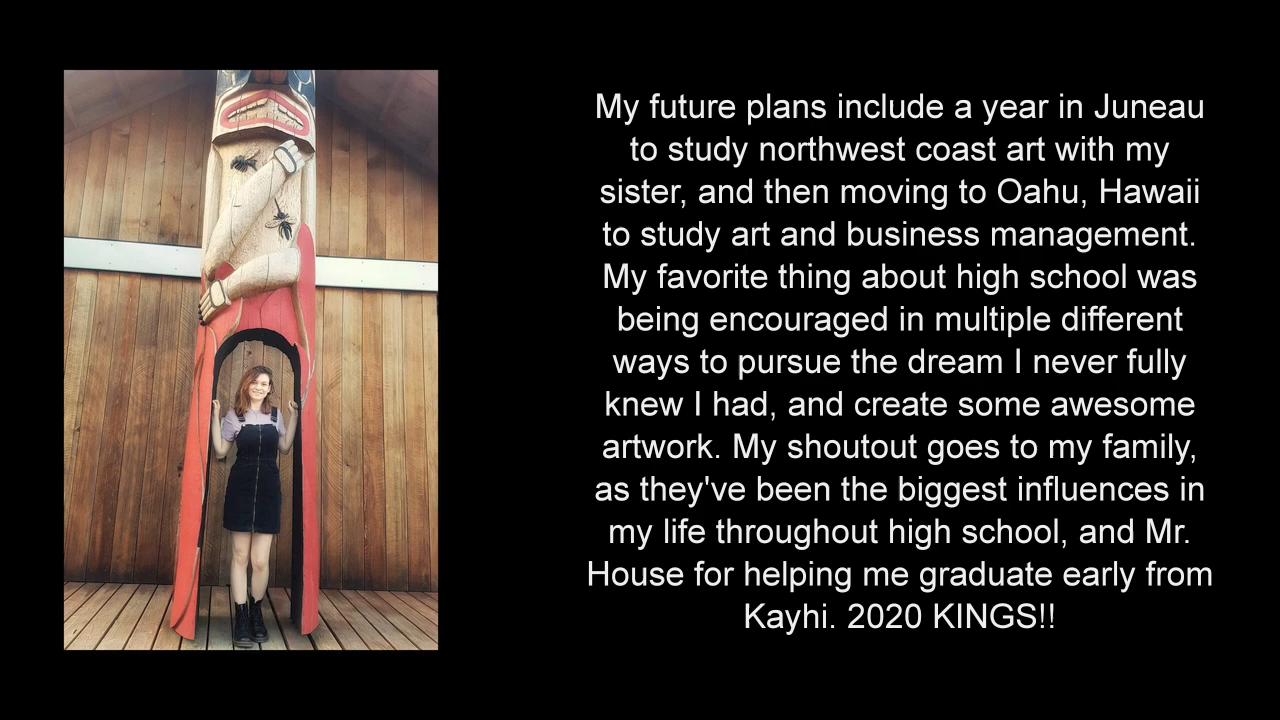 My future plans include a year in Juneau
to study northwest coast art with my
sister, and then moving to Oahu, Hawaii
to study art and business management.
My favorite thing about high school was
being encouraged in multiple different
ways to pursue the dream I never fully
knew I had, and create some awesome
artwork. My shoutout goes to my family,
as they've been the biggest influences in
my life throughout high school, and Mr.
House for helping me graduate early from
Kayhi. 2020 KINGS!!